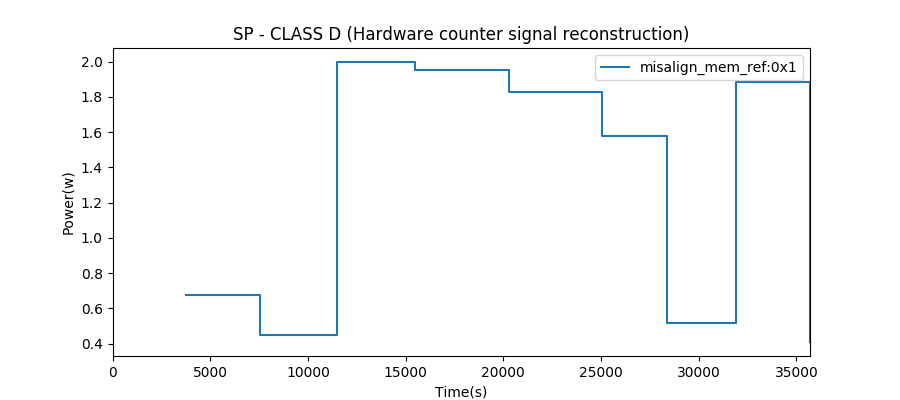 SP - CLASS D (Hardware counter signal reconstruction)
misalign_mem_ref:0x1
Power(w)
2.0
1.8
1.6
1.4
1.2
1.0
0.8
0.6
0.4
0 5000 10000 15000 20000 25000 30000 35000
Time(s)